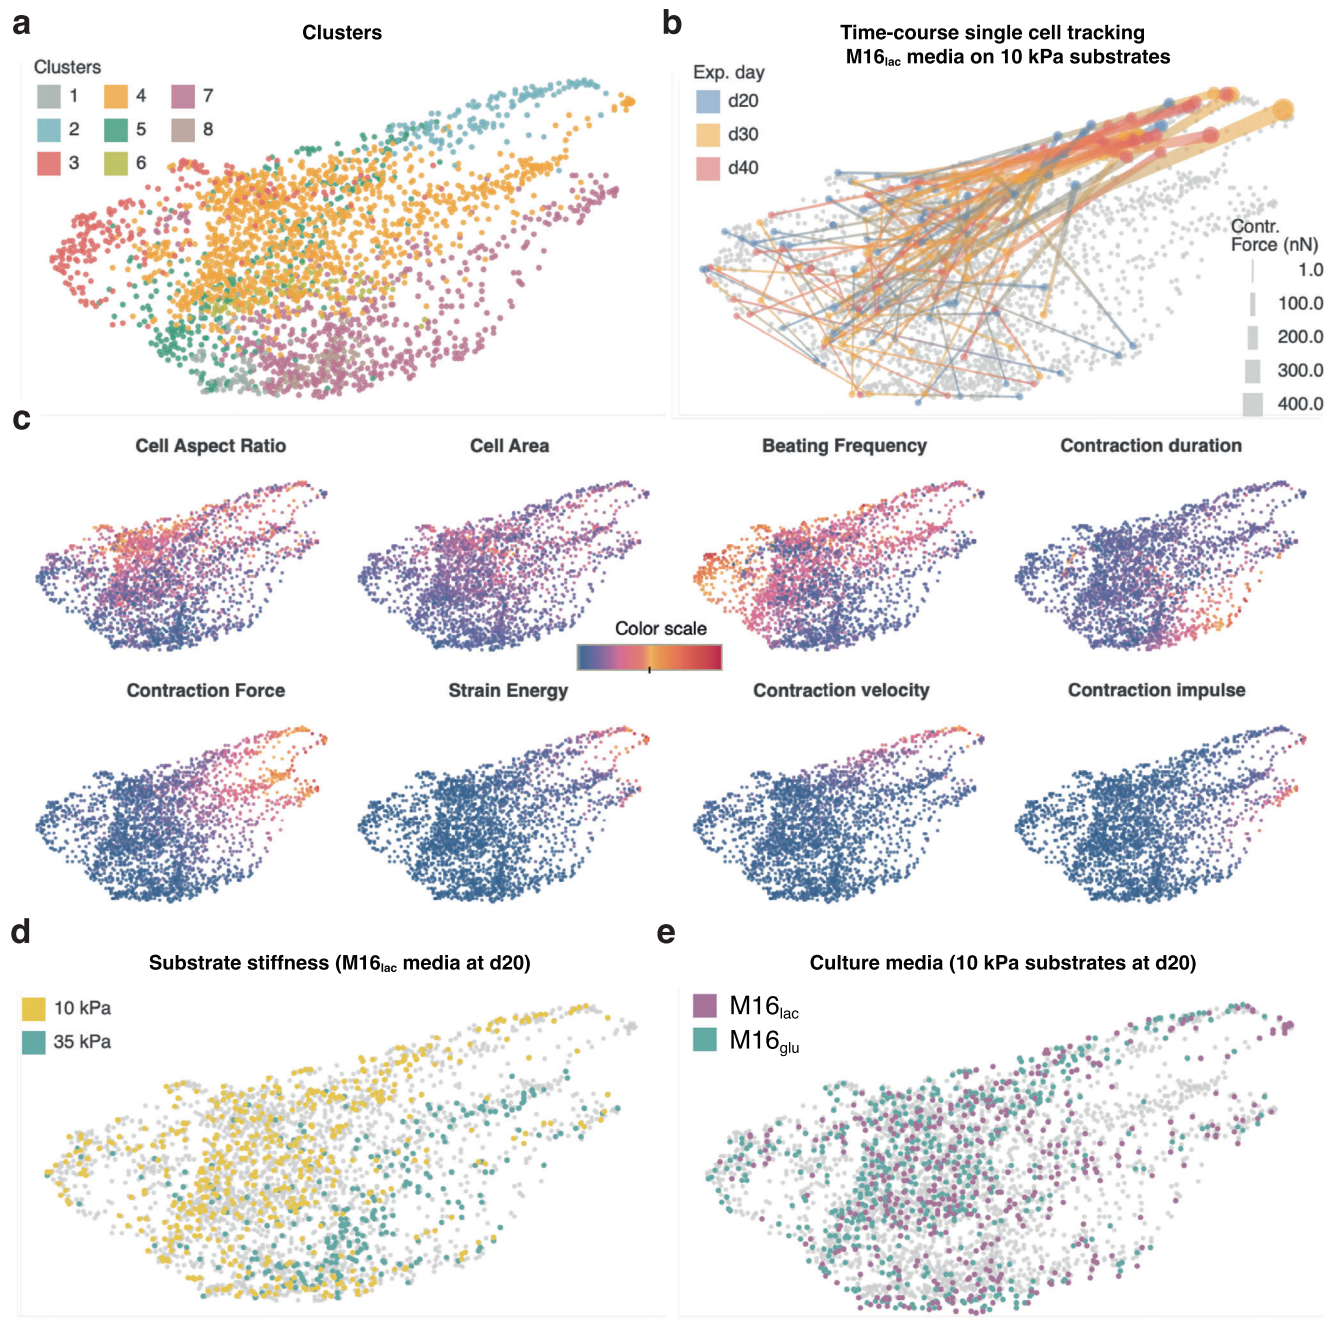 a
Clusters
Clusters
1
4
7
2
5
8
3
6
b
Time-course single cell tracking
M16lac media on 10 kPa substrates
Exp. day
d20
d30
d40
Contr.
Force (nN)
1.0
100.0
200.0
300.0
400.0
c
Cell Aspect Ratio
Cell Area
Beating Frequency
Contraction duration
Color scale
Contraction Force
Strain Energy
Contraction velocity
Contraction impulse
d
Substrate stiffness (M16lac media at d20)
10 kPa
35 kPa
e
Culture media (10 kPa substrates at d20)
M16lac
M16glu